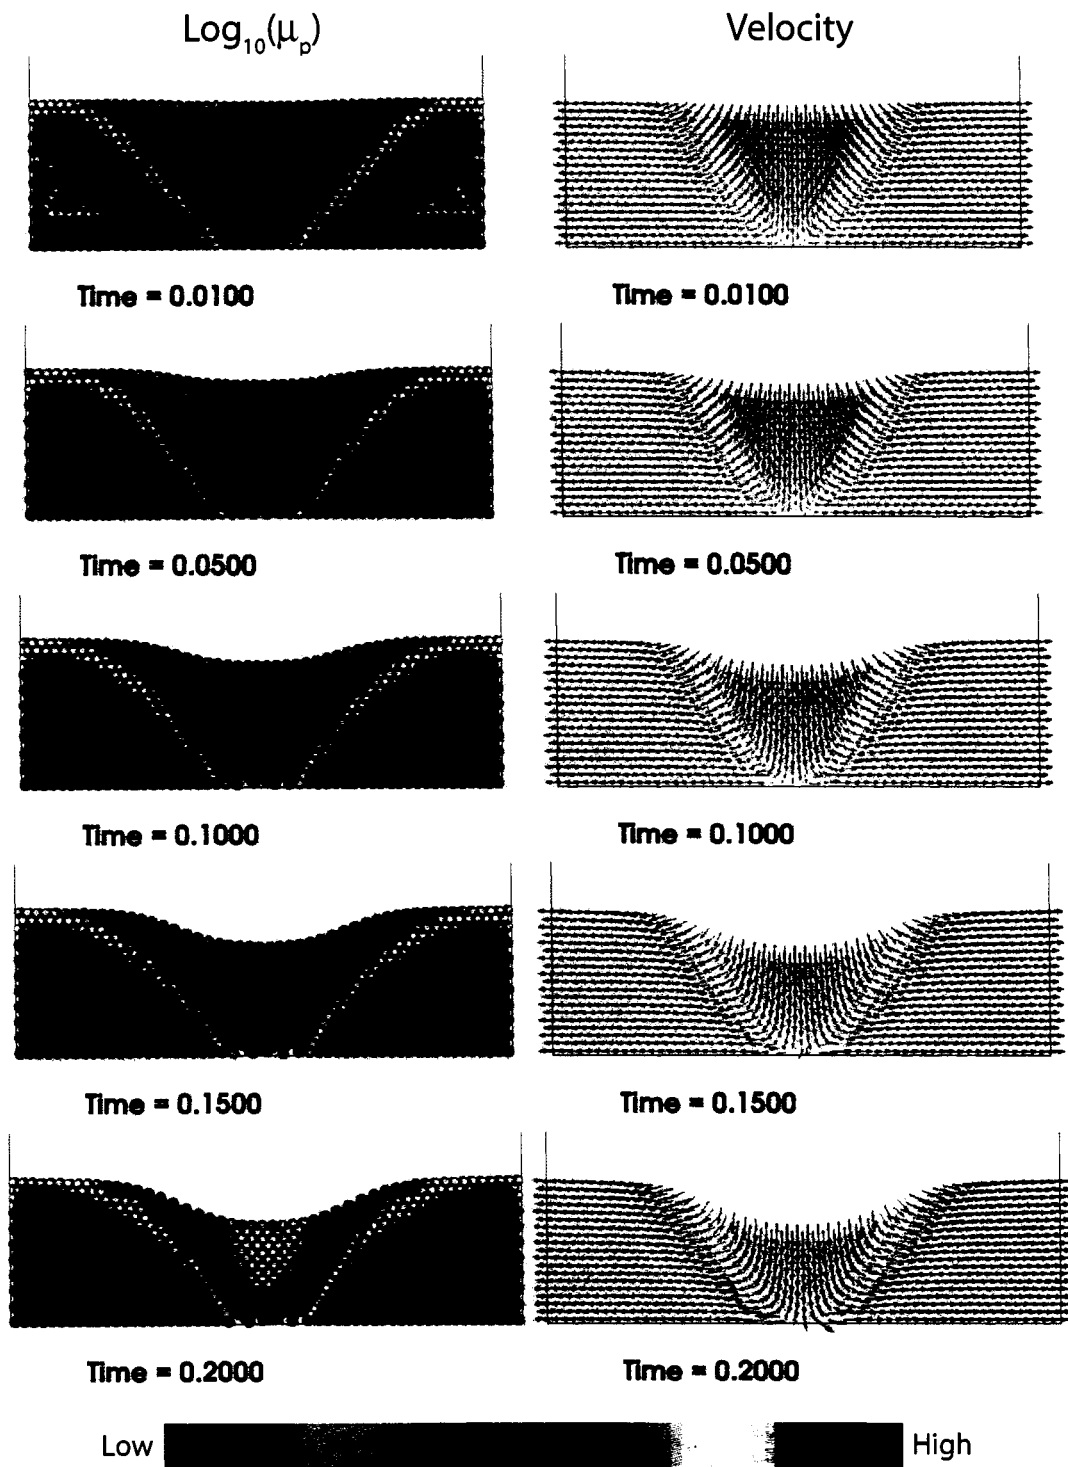 Log₁₀(μₚ) Velocity
Time = 0.0100 Time = 0.0100
Time = 0.0500 Time = 0.0500
Time = 0.1000 Time = 0.1000
Time = 0.1500 Time = 0.1500
Time = 0.2000 Time = 0.2000
Low High